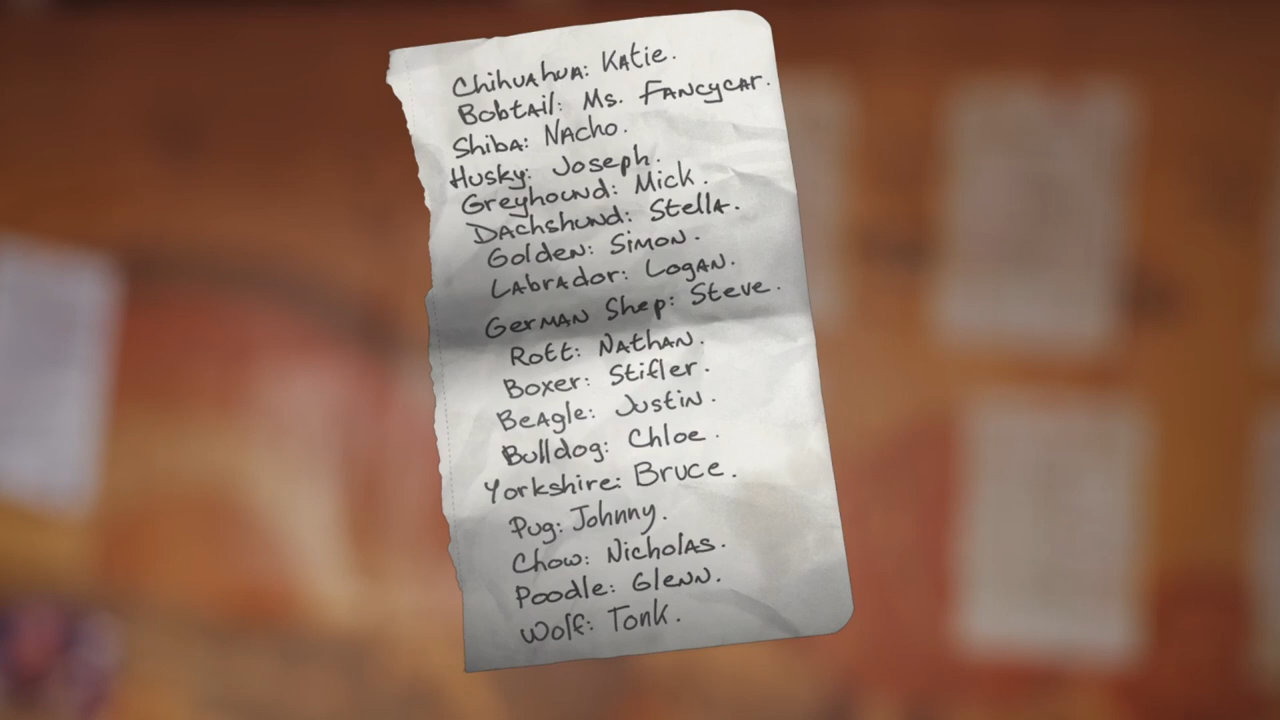 Chihuahua: Katie.
Bobtail: Ms. Fancycar.
Shiba: Nacho.
Husky: Joseph.
Greyhound: Mick.
Dachshund: Stella.
Golden: Simon.
Labrador: Logan.
German Shep: Steve.
Rott: Nathan.
Boxer: Stifler.
Beagle: Justin.
Bulldog: Chloe.
Yorkshire: Bruce.
Pug: Johnny.
Chow: Nicholas.
Poodle: Glenn.
Wolf: Tonk.